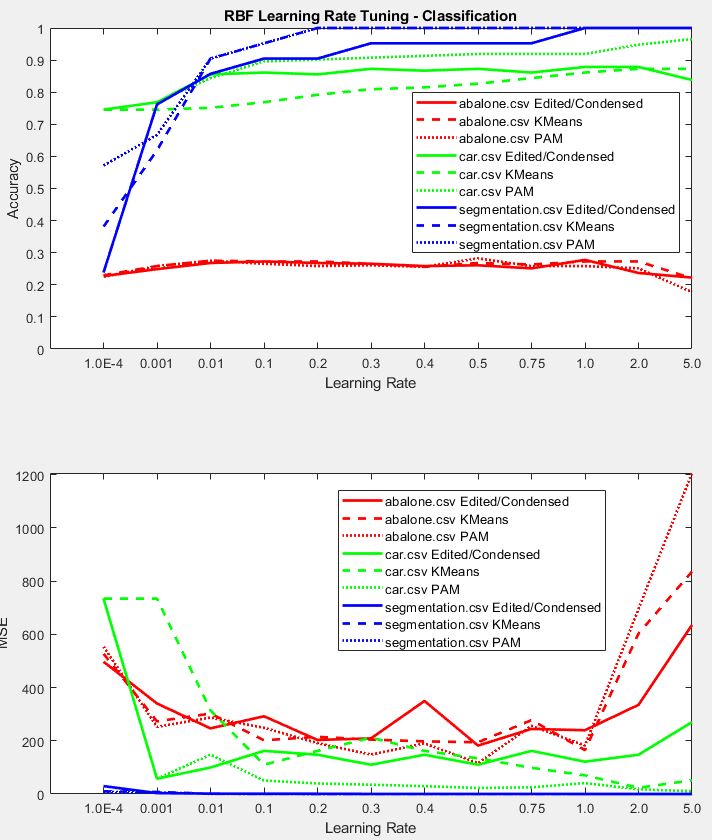 RBF Learning Rate Tuning - Classification
1
0.9
0.8
0.7
0.6
0.5
0.4
0.3
0.2
0.1
0
Accuracy
abalone.csv Edited/Condensed
abalone.csv KMeans
abalone.csv PAM
car.csv Edited/Condensed
car.csv KMeans
car.csv PAM
segmentation.csv Edited/Condensed
segmentation.csv KMeans
segmentation.csv PAM
1.0E-4 0.001 0.01 0.1 0.2 0.3 0.4 0.5 0.75 1.0 2.0 5.0
Learning Rate
1200
1000
800
600
400
200
0
MSE
abalone.csv Edited/Condensed
abalone.csv KMeans
abalone.csv PAM
car.csv Edited/Condensed
car.csv KMeans
car.csv PAM
segmentation.csv Edited/Condensed
segmentation.csv KMeans
segmentation.csv PAM
1.0E-4 0.001 0.01 0.1 0.2 0.3 0.4 0.5 0.75 1.0 2.0 5.0
Learning Rate